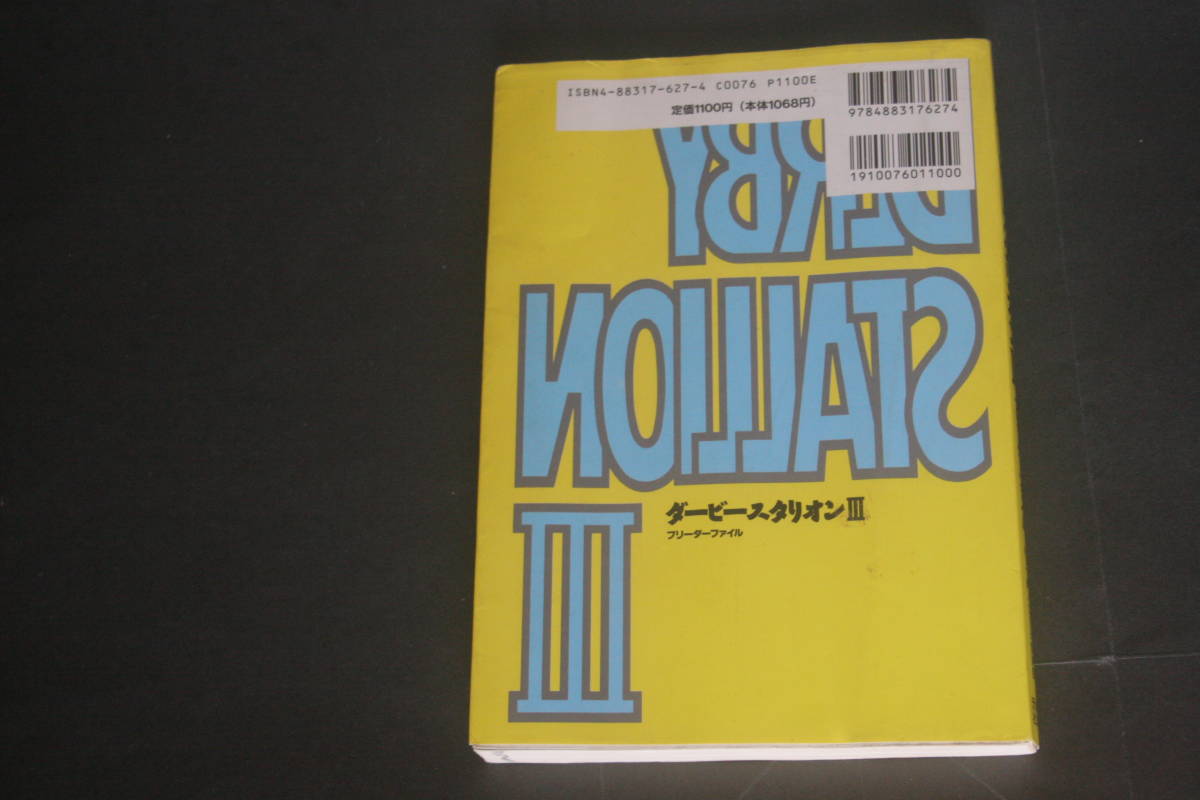 ISBN4-88317-627-4 C0076 P1100E
定価1100円（本体1068円）
9784883176274
1910076011000
DERBY
STALLION
III
ダービースタリオンIII
ブリーダーファイル